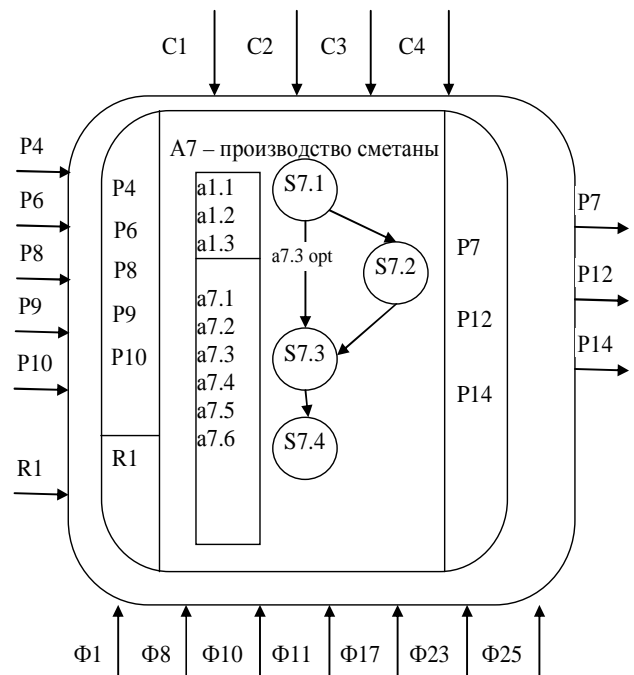 C1 C2 C3 C4
P4
P6
P8
P9
P10
R1
P4
P6
P8
P9
P10
R1
А7 – производство сметаны
a1.1
a1.2
a1.3
a7.1
a7.2
a7.3
a7.4
a7.5
a7.6
S7.1
a7.3 opt
S7.2
S7.3
S7.4
P7
P12
P14
P7
P12
P14
Ф1 Ф8 Ф10 Ф11 Ф17 Ф23 Ф25